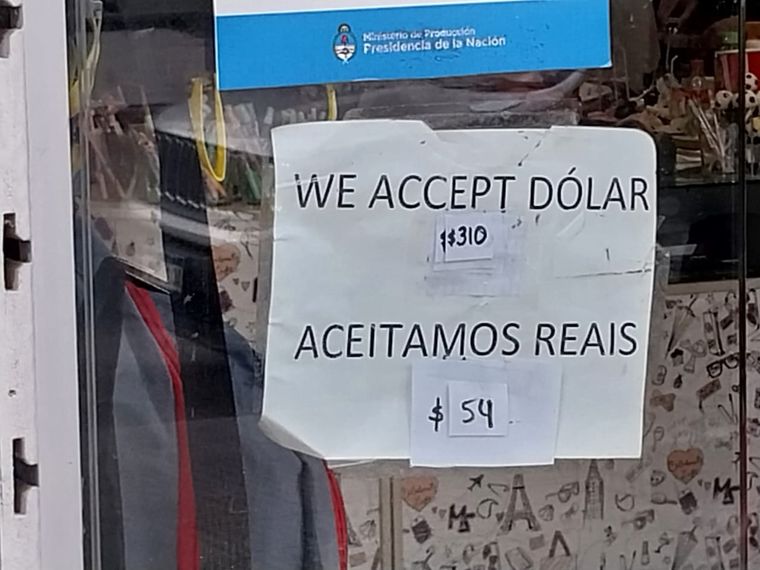 Ministerio de Producción
Presidencia de la Nación
WE ACCEPT DÓLAR
$310
ACEITAMOS REAIS
$ 54